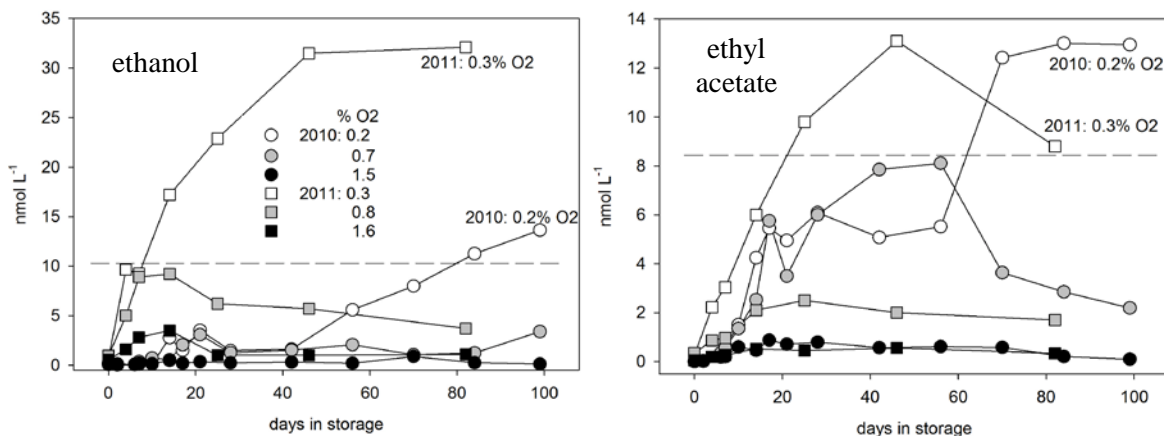 35
30
25
20
15
10
5
0
nmol L⁻¹
ethanol
2011: 0.3% O2
% O2
2010: 0.2
0.7
1.5
2011: 0.3
0.8
1.6
2010: 0.2% O2
0 20 40 60 80 100
days in storage
14
12
10
8
6
4
2
0
nmol L⁻¹
ethyl
acetate
2010: 0.2% O2
2011: 0.3% O2
0 20 40 60 80 100
days in storage